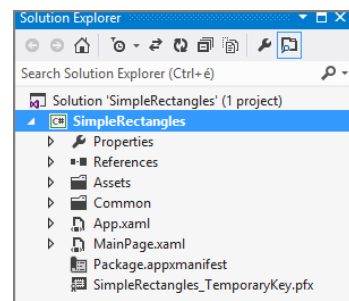 Solution Explorer
Search Solution Explorer (Ctrl+é)
Solution 'SimpleRectangles' (1 project)
C# SimpleRectangles
Properties
References
Assets
Common
App.xaml
MainPage.xaml
Package.appxmanifest
SimpleRectangles_TemporaryKey.pfx